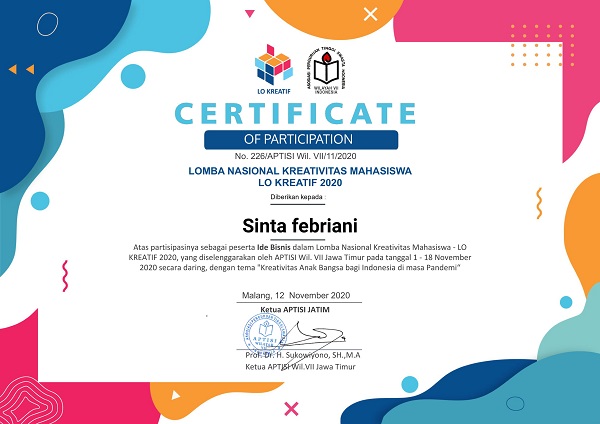 LO KREATIF
ASOSIASI PERGURUAN TINGGI SWASTA INDONESIA
WILAYAH VII
INDONESIA
CERTIFICATE
OF PARTICIPATION
No. 226/APTISI Wil. VII/11/2020
LOMBA NASIONAL KREATIVITAS MAHASISWA
LO KREATIF 2020
Diberikan kepada :
Sinta febriani
Atas partisipasinya sebagai peserta Ide Bisnis dalam Lomba Nasional Kreativitas Mahasiswa - LO
KREATIF 2020, yang diselenggarakan oleh APTISI Wil. VII Jawa Timur pada tanggal 1 - 18 November
2020 secara daring, dengan tema "Kreativitas Anak Bangsa bagi Indonesia di masa Pandemi"
Malang, 12 November 2020
Ketua APTISI JATIM
APTISI
WILAYAH
VII
Prof. Dr. H. Sukowiyono, SH.,M.A
Ketua APTISI Wil.VII Jawa Timur